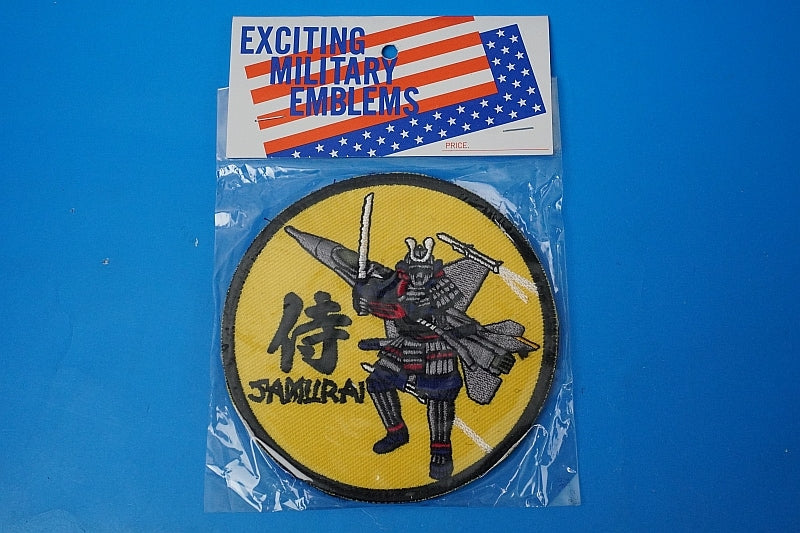 EXCITING
MILITARY
EMBLEMS
PRICE.
侍
SAMURAI